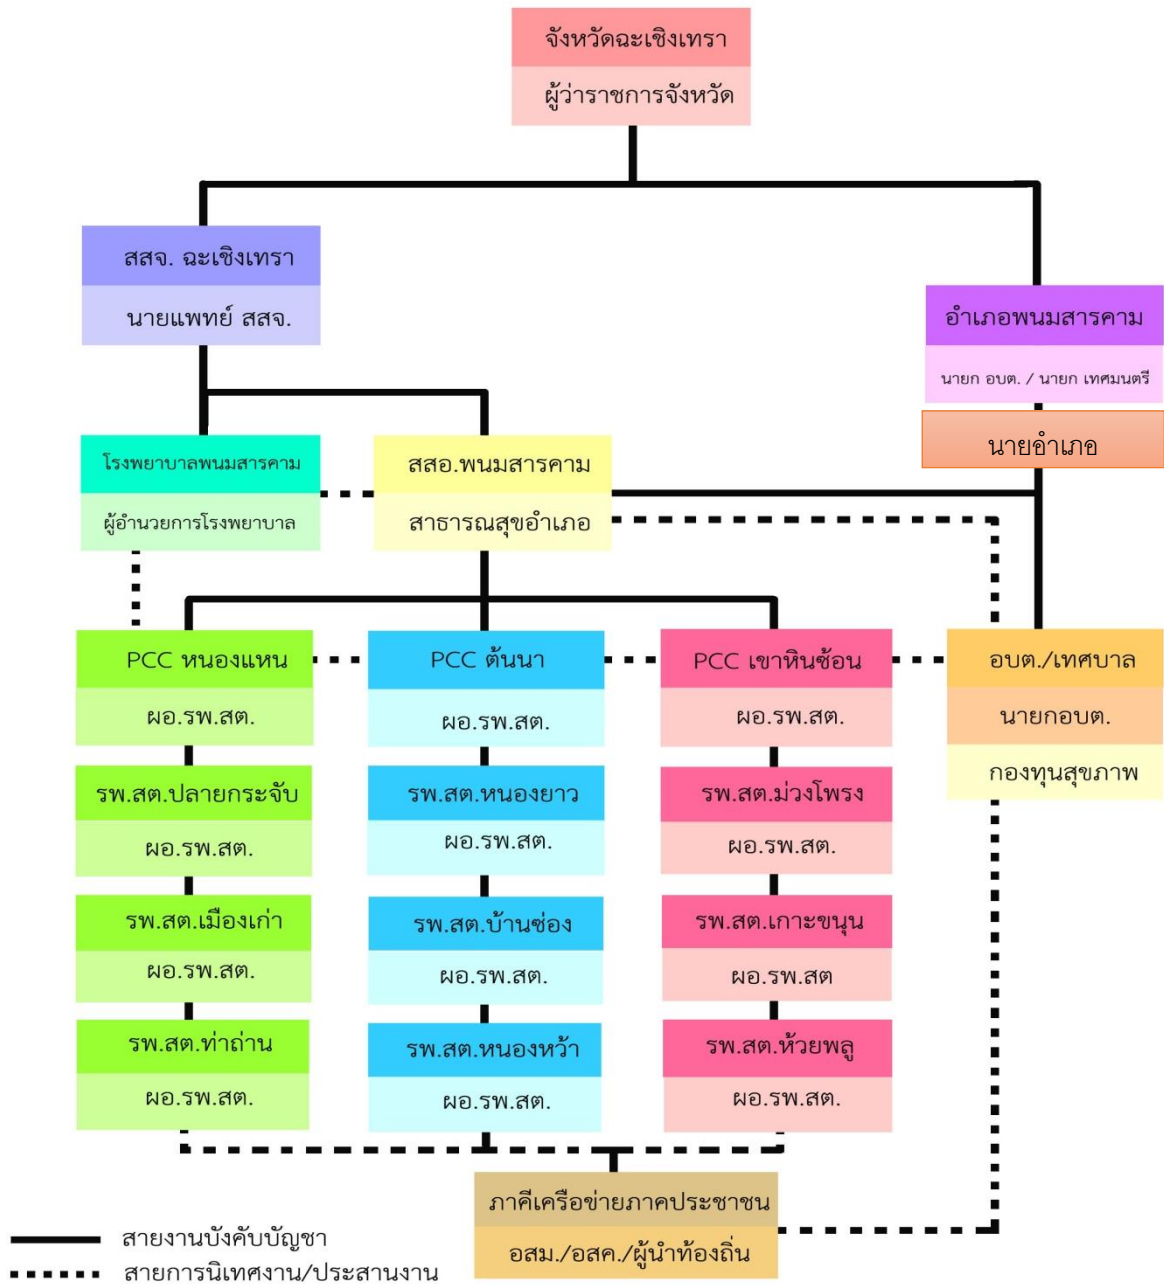 จังหวัดฉะเชิงเทรา
ผู้ว่าราชการจังหวัด
สสจ. ฉะเชิงเทรา
นายแพทย์ สสจ.
อำเภอพนมสารคาม
นายก อบต. / นายก เทศมนตรี
นายอำเภอ
โรงพยาบาลพนมสารคาม
ผู้อำนวยการโรงพยาบาล
สสอ.พนมสารคาม
สาธารณสุขอำเภอ
PCC หนองแหน
ผอ.รพ.สต.
รพ.สต.ปลายกระจับ
ผอ.รพ.สต.
รพ.สต.เมืองเก่า
ผอ.รพ.สต.
รพ.สต.ท่าถ่าน
ผอ.รพ.สต.
PCC ต้นนา
ผอ.รพ.สต.
รพ.สต.หนองยาว
ผอ.รพ.สต.
รพ.สต.บ้านซ่อง
ผอ.รพ.สต.
รพ.สต.หนองหว้า
ผอ.รพ.สต.
PCC เขาหินซ้อน
ผอ.รพ.สต.
รพ.สต.ม่วงโพรง
ผอ.รพ.สต.
รพ.สต.เกาะขนุน
ผอ.รพ.สต
รพ.สต.ห้วยพลู
ผอ.รพ.สต.
อบต./เทศบาล
นายกอบต.
กองทุนสุขภาพ
ภาคีเครือข่ายภาคประชาชน
อสม./อสค./ผู้นำท้องถิ่น
สายงานบังคับบัญชา
สายการนิเทศงาน/ประสานงาน